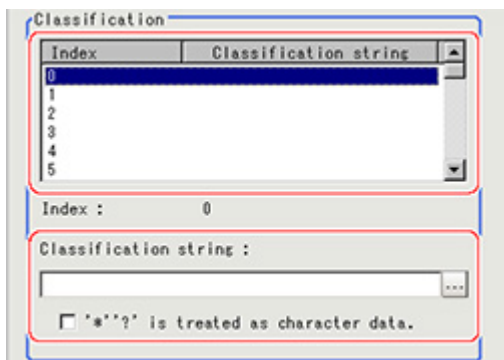 Classification
Index Classification string
0
1
2
3
4
5
Index : 0
Classification string :
...
'*''?' is treated as character data.